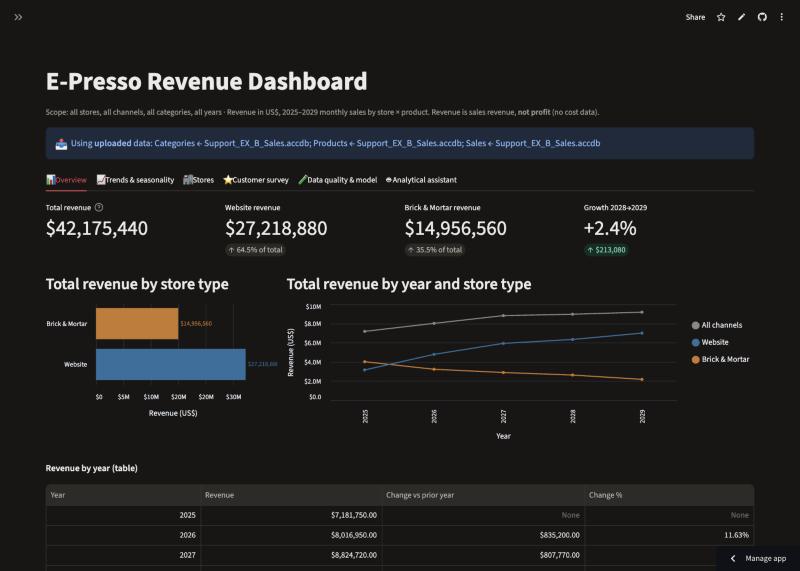 Share
E-Presso Revenue Dashboard
Scope: all stores, all channels, all categories, all years · Revenue in US$, 2025–2029 monthly sales by store × product. Revenue is sales revenue, not profit (no cost data).
Using uploaded data: Categories ← Support_EX_B_Sales.accdb; Products ← Support_EX_B_Sales.accdb; Sales ← Support_EX_B_Sales.accdb
Overview Trends & seasonality Stores Customer survey Data quality & model Analytical assistant
Total revenue Website revenue Brick & Mortar revenue Growth 2028→2029
$42,175,440 $27,218,880 $14,956,560 +2.4%
↑ 64.5% of total ↑ 35.5% of total ↑ $213,080
Total revenue by store type
Brick & Mortar
$14,956,560
Website
$27,218,880
$0 $5M $10M $20M $20M $30M
Revenue (US$)
Total revenue by year and store type
Revenue (US$)
$10M
$8.0M
$6.0M
$4.0M
$2.0M
$0.0
2025 2026 2027 2028 2029
Year
All channels
Website
Brick & Mortar
Revenue by year (table)
Year Revenue Change vs prior year Change %
2025 $7,181,750.00 None None
2026 $8,016,950.00 $835,200.00 11.63%
2027 $8,824,720.00 $807,770.00
Manage app